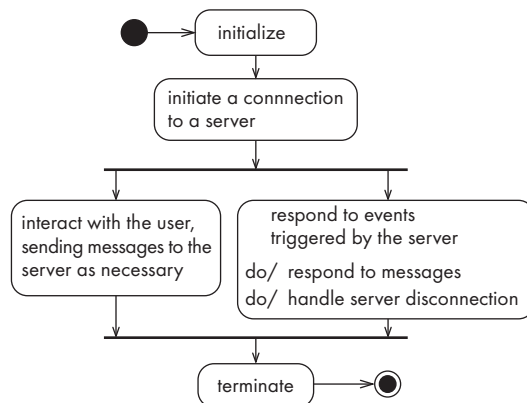 initialize
initiate a connnection
to a server
interact with the user,
sending messages to the
server as necessary
respond to events
triggered by the server
do/ respond to messages
do/ handle server disconnection
terminate